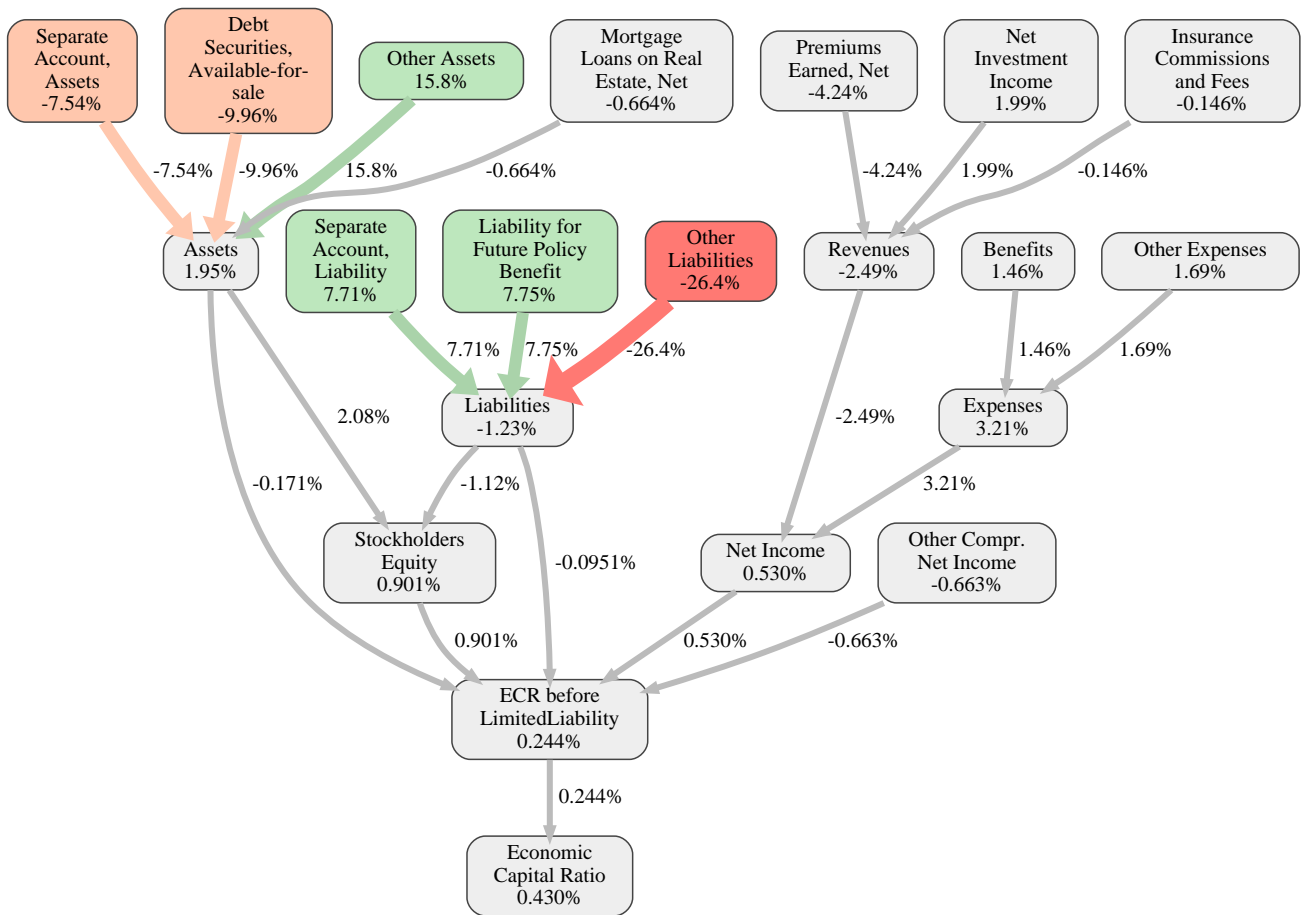 Separate
Account,
Assets
-7.54%
Debt
Securities,
Available-for-
sale
-9.96%
Other Assets
15.8%
Mortgage
Loans on Real
Estate, Net
-0.664%
Premiums
Earned, Net
-4.24%
Net
Investment
Income
1.99%
Insurance
Commissions
and Fees
-0.146%
-7.54%
-9.96%
15.8%
-0.664%
-4.24%
1.99%
-0.146%
Assets
1.95%
Separate
Account,
Liability
7.71%
Liability for
Future Policy
Benefit
7.75%
Other
Liabilities
-26.4%
Revenues
-2.49%
Benefits
1.46%
Other Expenses
1.69%
7.71%
7.75%
-26.4%
1.46%
1.69%
2.08%
Liabilities
-1.23%
-2.49%
Expenses
3.21%
-0.171%
-1.12%
3.21%
Stockholders
Equity
0.901%
-0.0951%
Net Income
0.530%
Other Compr.
Net Income
-0.663%
0.901%
0.530%
-0.663%
ECR before
LimitedLiability
0.244%
0.244%
Economic
Capital Ratio
0.430%